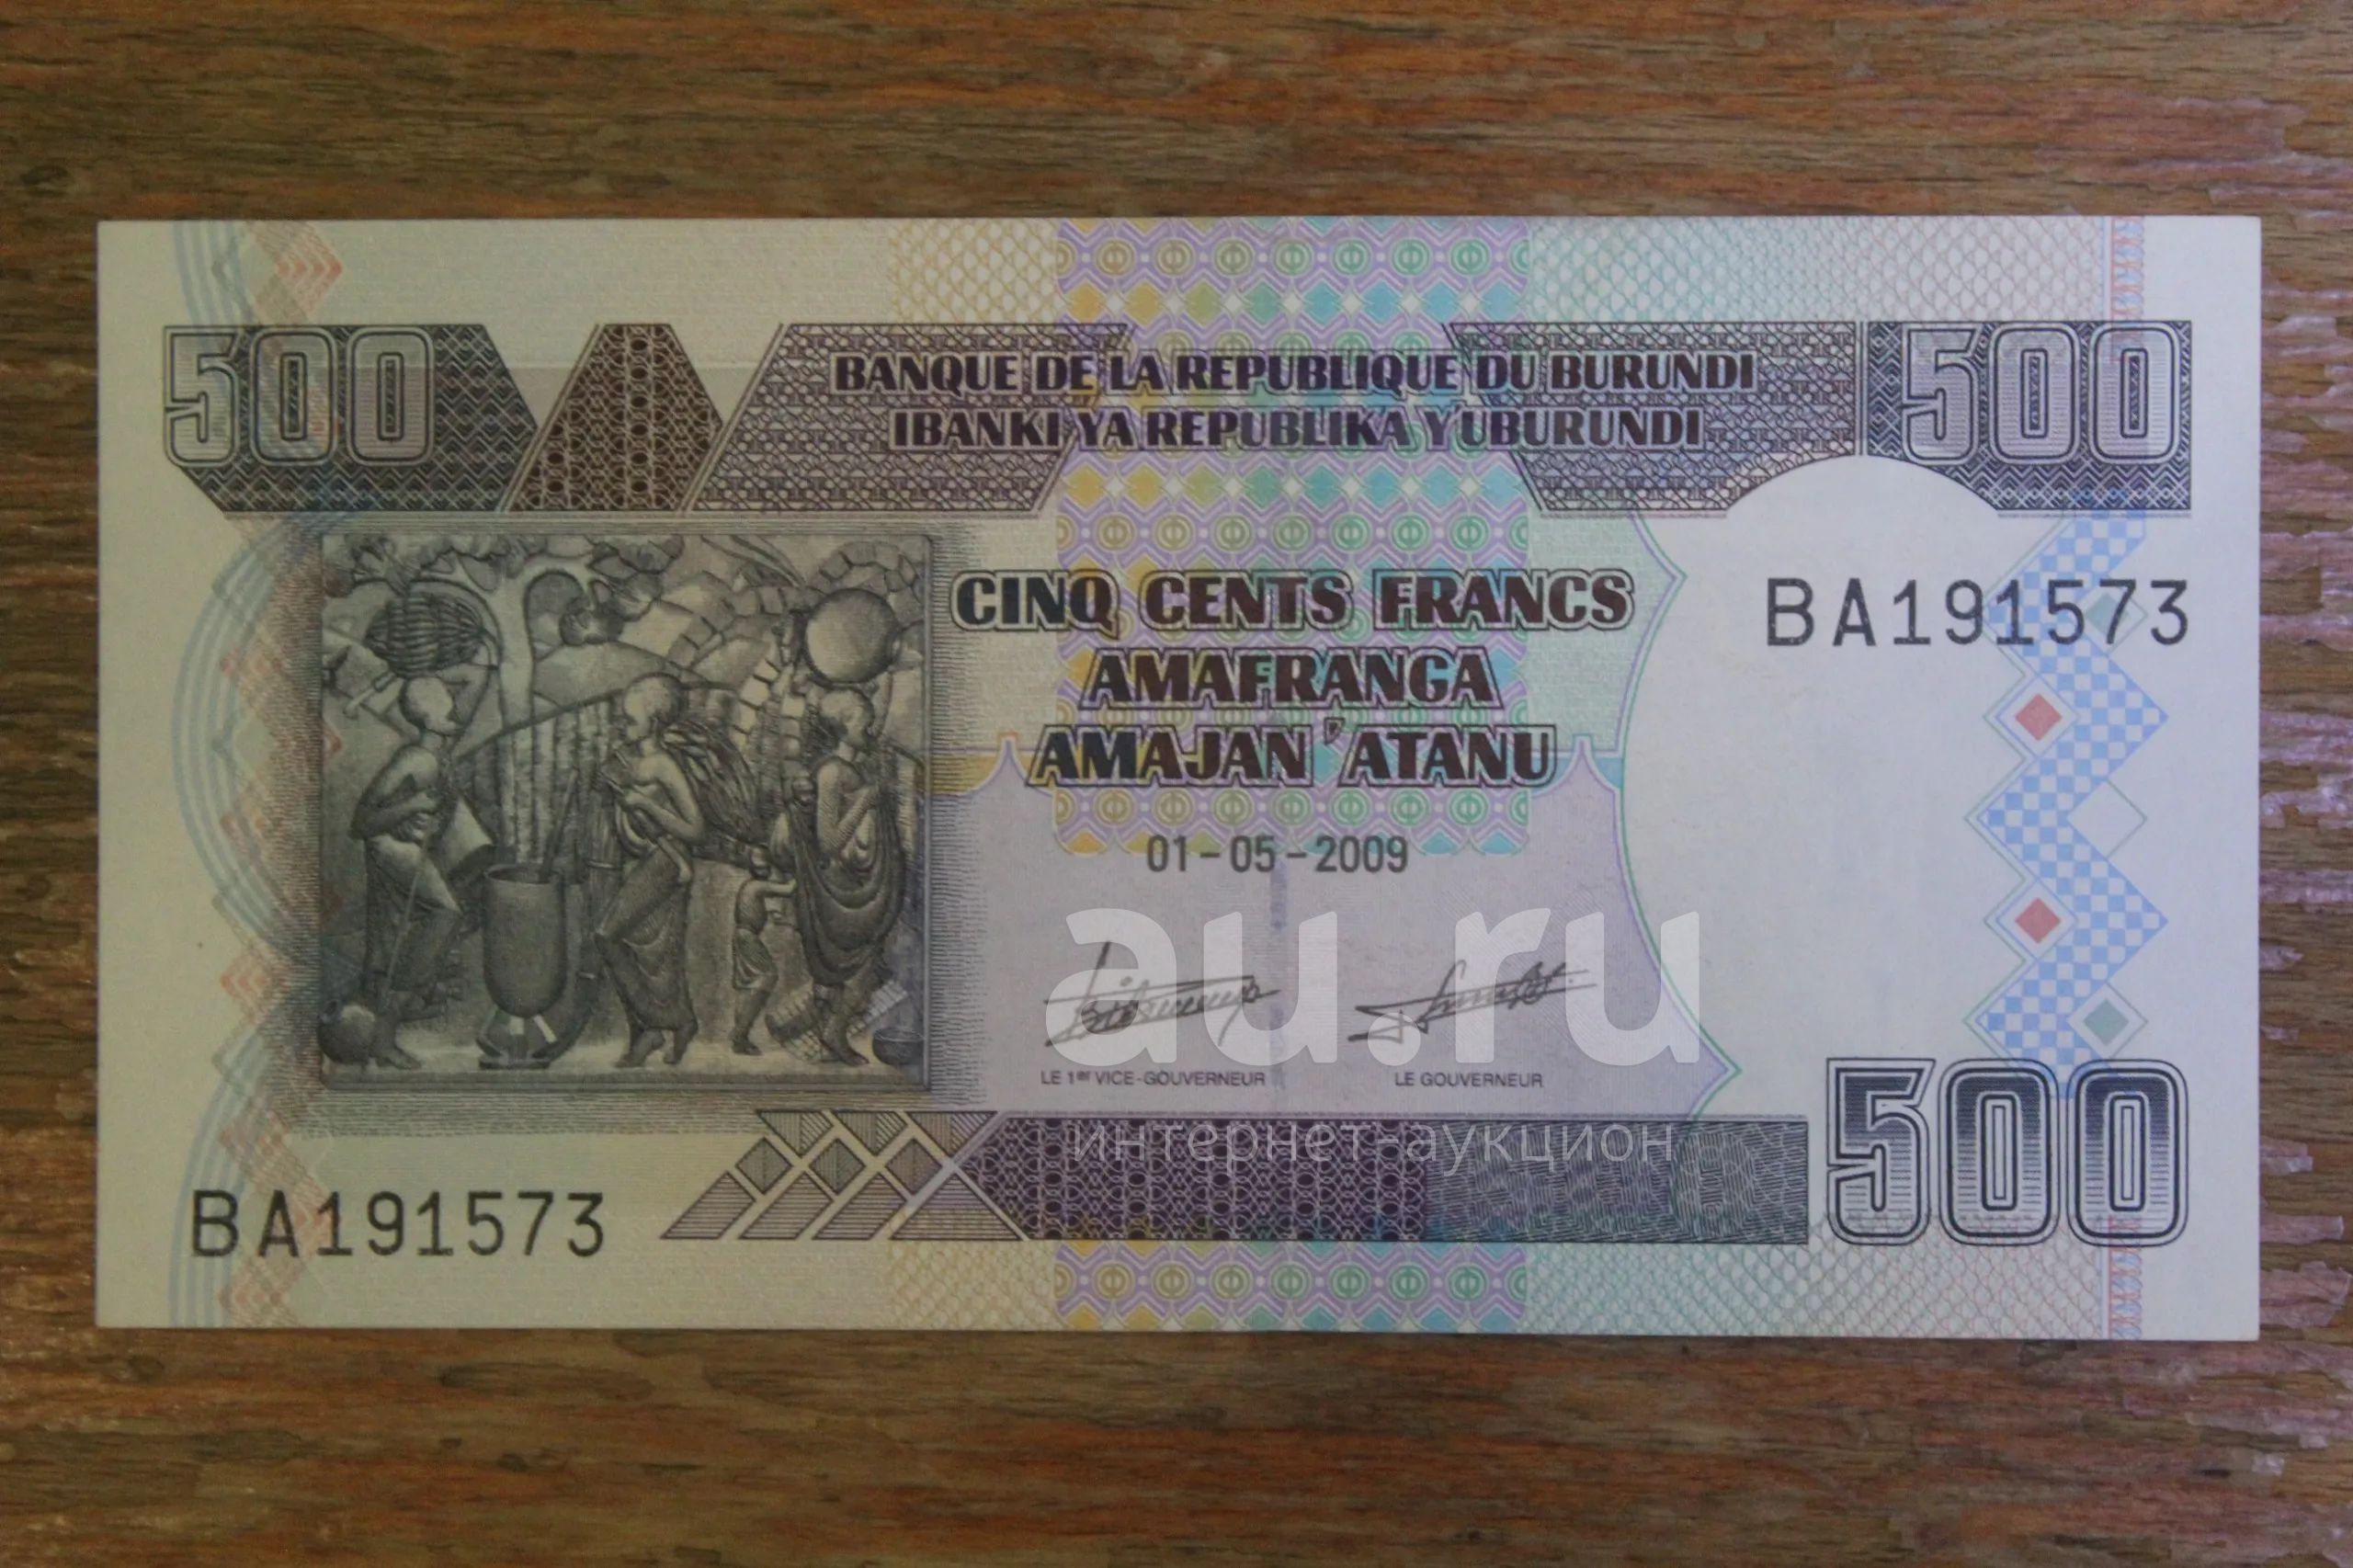 500
BANQUE DE LA REPUBLIQUE DU BURUNDI
500
IBANKI YA REPUBLIKA Y'UBURUNDI
CINQ CENTS FRANCS
BA191573
AMAFRANGA
AMAJAN'ATANU
01-05-2009
au.ru
LE 1er VICE-GOUVERNEUR
LE GOUVERNEUR
интернет-аукцион
500
BA191573